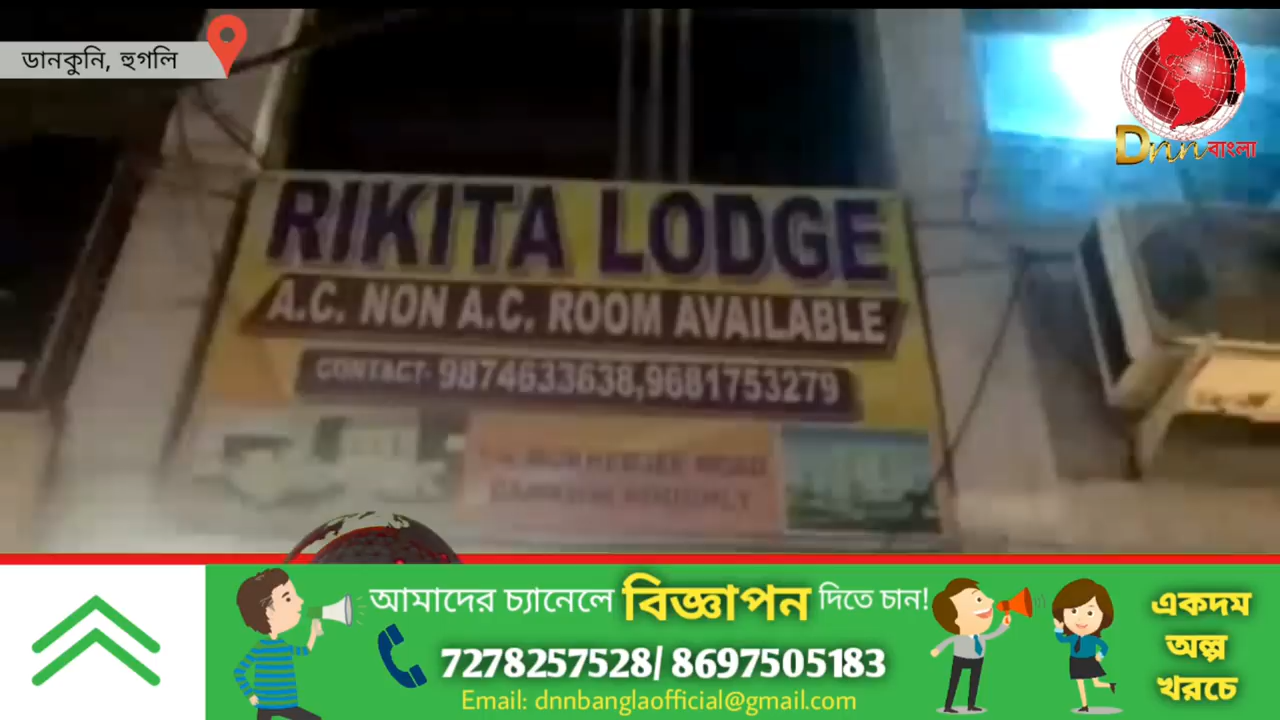 ডানকুনি, হুগলি
Dnn বাংলা
RIKITA LODGE
A.C. NON A.C. ROOM AVAILABLE
CONTACT- 9874633638,9681753279
ROAD
আমাদের চ্যানেলে বিজ্ঞাপন দিতে চান!
7278257528/ 8697505183
Email: dnnbanglaofficial@gmail.com
একদম
অল্প
খরচে